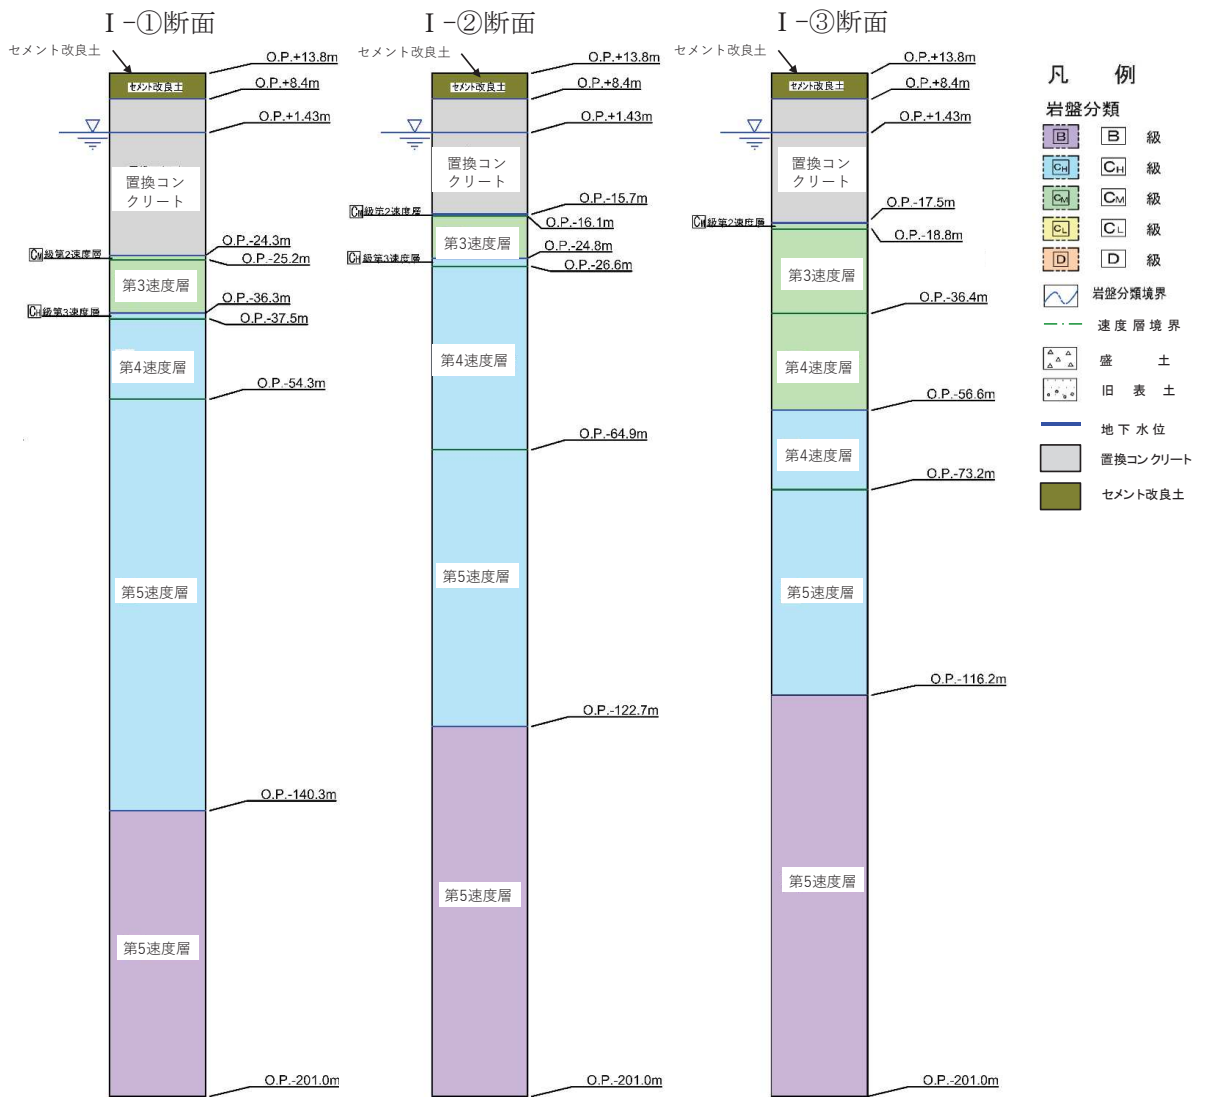 Ⅰ-①断面
セメント改良土
O.P.+13.8m
セメント改良土
O.P.+8.4m
O.P.+1.43m
置換コン
クリート
O.P.-24.3m
CM級第2速度層
O.P.-25.2m
第3速度層
O.P.-36.3m
CH級第3速度層
O.P.-37.5m
第4速度層
O.P.-54.3m
第5速度層
O.P.-140.3m
第5速度層
O.P.-201.0m
Ⅰ-②断面
セメント改良土
O.P.+13.8m
セメント改良土
O.P.+8.4m
O.P.+1.43m
置換コン
クリート
O.P.-15.7m
CM級第2速度層
O.P.-16.1m
第3速度層
O.P.-24.8m
CH級第3速度層
O.P.-26.6m
第4速度層
O.P.-64.9m
第5速度層
O.P.-122.7m
第5速度層
O.P.-201.0m
Ⅰ-③断面
セメント改良土
O.P.+13.8m
セメント改良土
O.P.+8.4m
O.P.+1.43m
置換コン
クリート
O.P.-17.5m
CM級第2速度層
O.P.-18.8m
第3速度層
O.P.-36.4m
第4速度層
O.P.-56.6m
第4速度層
O.P.-73.2m
第5速度層
O.P.-116.2m
第5速度層
O.P.-201.0m
凡 例
岩盤分類
B B 級
CH CH 級
CM CM 級
CL CL 級
D D 級
岩盤分類境界
速度層境界
盛 土
旧表土
地下水位
置換コンクリート
セメント改良土